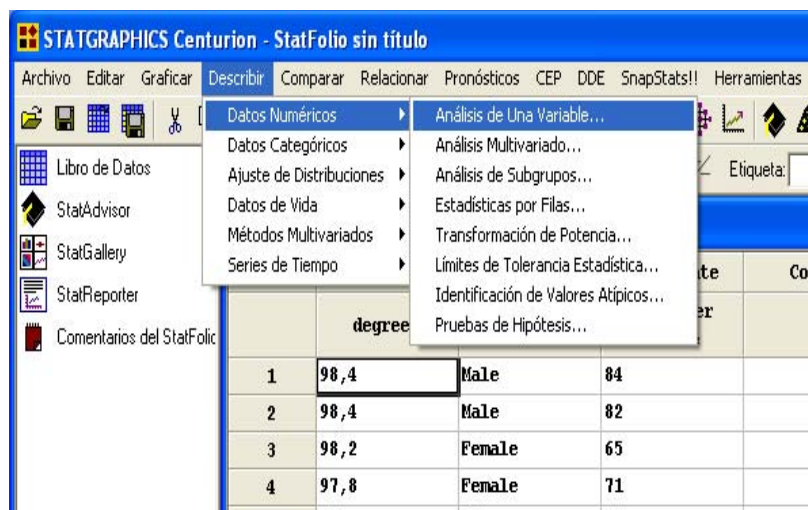 STATGRAPHICS Centurion - StatFolio sin título
Archivo Editar Graficar Describir Comparar Relacionar Pronósticos CEP DDE SnapStats!! Herramientas
Datos Numéricos
Datos Categóricos
Ajuste de Distribuciones
Datos de Vida
Métodos Multivariados
Series de Tiempo
Análisis de Una Variable...
Análisis Multivariado...
Análisis de Subgrupos...
Estadísticas por Filas...
Transformación de Potencia...
Límites de Tolerancia Estadística...
Identificación de Valores Atípicos...
Pruebas de Hipótesis...
Etiqueta:
Libro de Datos
StatAdvisor
StatGallery
StatReporter
Comentarios del StatFolio
te Co
degree er
1 98,4 Male 84
2 98,4 Male 82
3 98,2 Female 65
4 97,8 Female 71